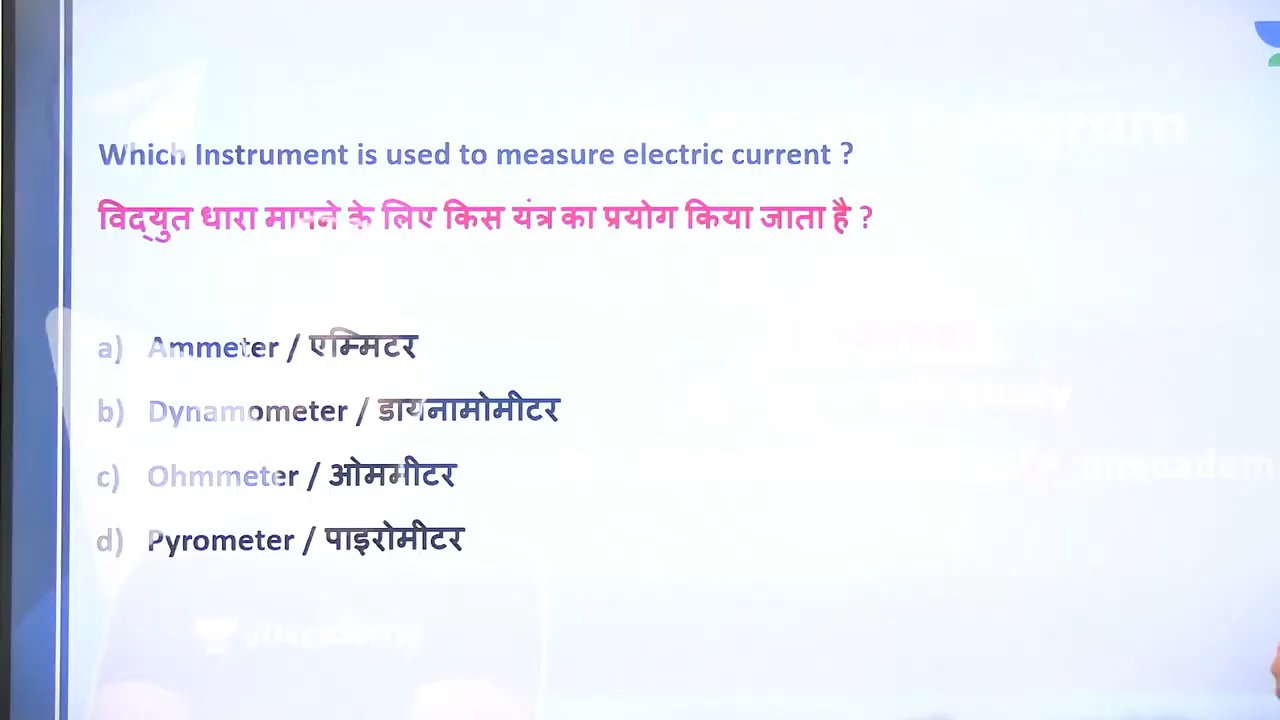 Which Instrument is used to measure electric current ?
विद्‌युत धारा मापने के लिए किस यंत्र का प्रयोग किया जाता है ?
a) Ammeter / एम्मिटर
b) Dynamometer / डायनामोमीटर
c) Ohmmeter / ओममीटर
d) Pyrometer / पाइरोमीटर
unacademy